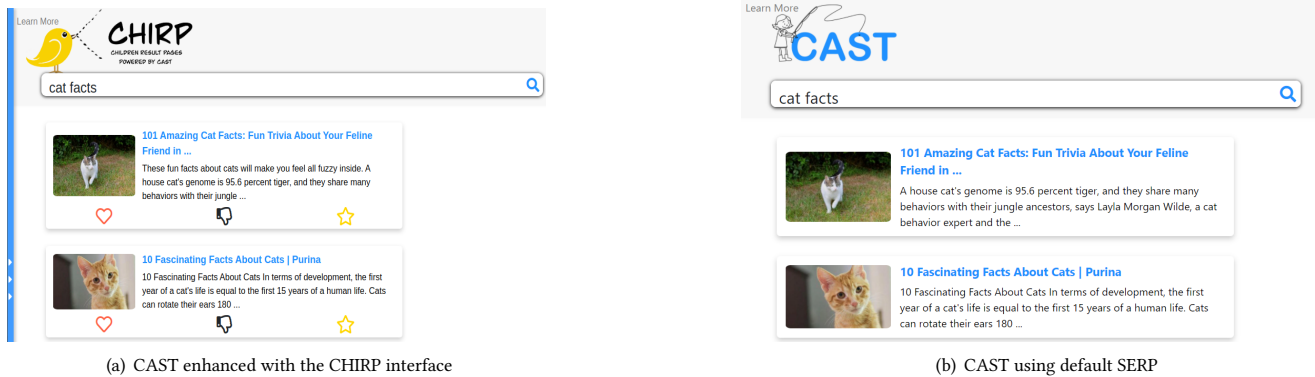 Learn More
CHIRP
CHILDREN RESULT PAGES
POWERED BY CAST
cat facts
101 Amazing Cat Facts: Fun Trivia About Your Feline
Friend in ...
These fun facts about cats will make you feel all fuzzy inside. A
house cat's genome is 95.6 percent tiger, and they share many
behaviors with their jungle ...
10 Fascinating Facts About Cats | Purina
10 Fascinating Facts About Cats In terms of development, the first
year of a cat's life is equal to the first 15 years of a human life. Cats
can rotate their ears 180 ...
(a) CAST enhanced with the CHIRP interface
Learn More
CAST
cat facts
101 Amazing Cat Facts: Fun Trivia About Your Feline
Friend in ...
A house cat's genome is 95.6 percent tiger, and they share many
behaviors with their jungle ancestors, says Layla Morgan Wilde, a cat
behavior expert and the ...
10 Fascinating Facts About Cats | Purina
10 Fascinating Facts About Cats In terms of development, the first
year of a cat's life is equal to the first 15 years of a human life. Cats
can rotate their ears 180 ...
(b) CAST using default SERP